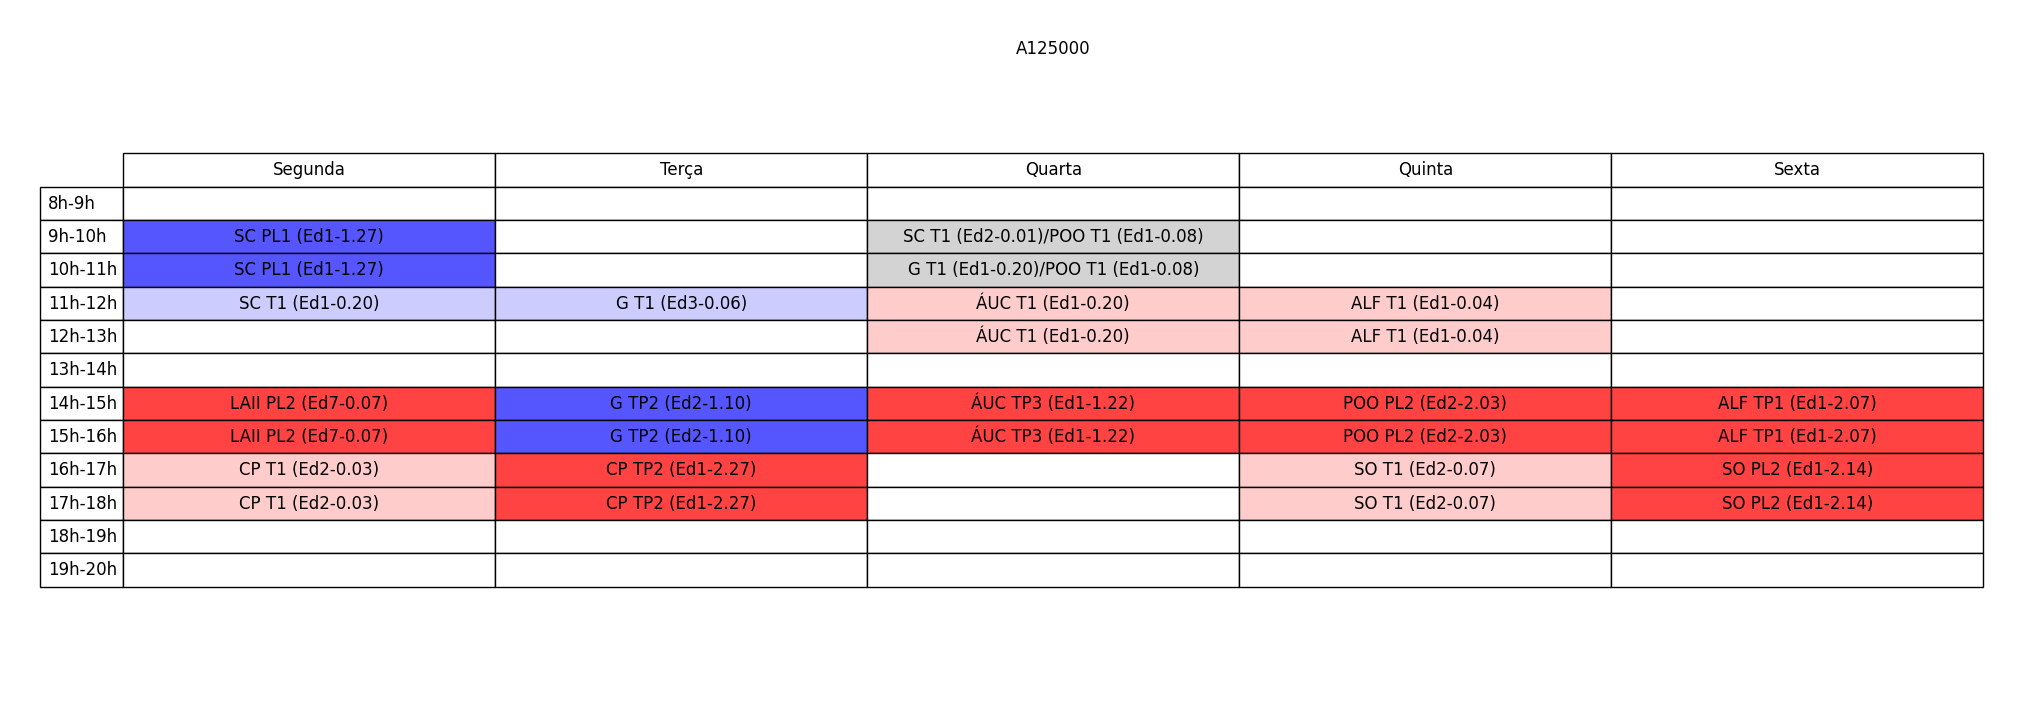 A125000
Segunda Terça Quarta Quinta Sexta
8h-9h
9h-10h SC PL1 (Ed1-1.27) SC T1 (Ed2-0.01)/POO T1 (Ed1-0.08)
10h-11h SC PL1 (Ed1-1.27) G T1 (Ed1-0.20)/POO T1 (Ed1-0.08)
11h-12h SC T1 (Ed1-0.20) G T1 (Ed3-0.06) ÁUC T1 (Ed1-0.20) ALF T1 (Ed1-0.04)
12h-13h ÁUC T1 (Ed1-0.20) ALF T1 (Ed1-0.04)
13h-14h
14h-15h LAII PL2 (Ed7-0.07) G TP2 (Ed2-1.10) ÁUC TP3 (Ed1-1.22) POO PL2 (Ed2-2.03) ALF TP1 (Ed1-2.07)
15h-16h LAII PL2 (Ed7-0.07) G TP2 (Ed2-1.10) ÁUC TP3 (Ed1-1.22) POO PL2 (Ed2-2.03) ALF TP1 (Ed1-2.07)
16h-17h CP T1 (Ed2-0.03) CP TP2 (Ed1-2.27) SO T1 (Ed2-0.07) SO PL2 (Ed1-2.14)
17h-18h CP T1 (Ed2-0.03) CP TP2 (Ed1-2.27) SO T1 (Ed2-0.07) SO PL2 (Ed1-2.14)
18h-19h
19h-20h